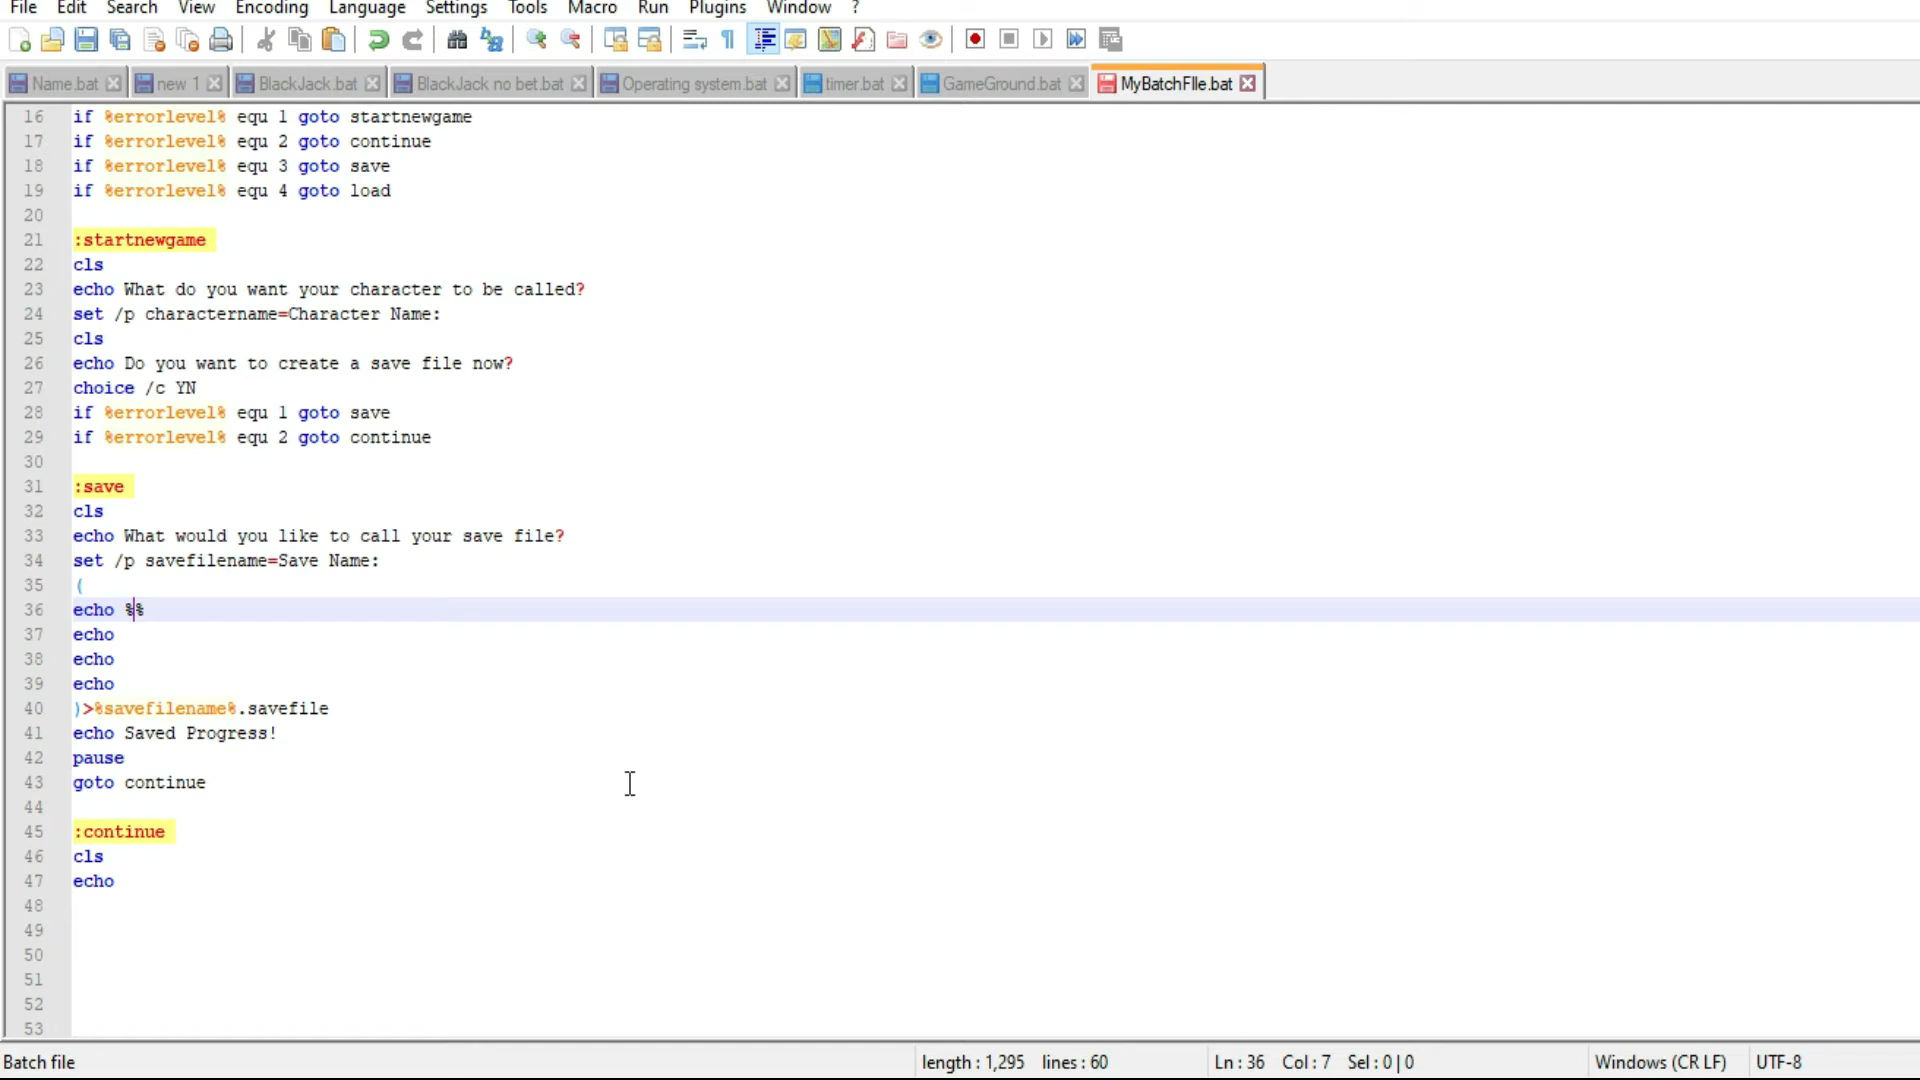 File Edit Search View Encoding Language Settings Tools Macro Run Plugins Window ?
Name.bat new 1 BlackJack.bat BlackJack no bet.bat Operating system.bat timer.bat GameGround.bat MyBatchFIle.bat
16 if %errorlevel% equ 1 goto startnewgame
17 if %errorlevel% equ 2 goto continue
18 if %errorlevel% equ 3 goto save
19 if %errorlevel% equ 4 goto load
20
21 :startnewgame
22 cls
23 echo What do you want your character to be called?
24 set /p charactername=Character Name:
25 cls
26 echo Do you want to create a save file now?
27 choice /c YN
28 if %errorlevel% equ 1 goto save
29 if %errorlevel% equ 2 goto continue
30
31 :save
32 cls
33 echo What would you like to call your save file?
34 set /p savefilename=Save Name:
35 (
36 echo %%
37 echo
38 echo
39 echo
40 )>%savefilename%.savefile
41 echo Saved Progress!
42 pause
43 goto continue
44
45 :continue
46 cls
47 echo
48
49
50
51
52
53
Batch file length : 1,295 lines : 60 Ln : 36 Col : 7 Sel : 0 | 0 Windows (CR LF) UTF-8